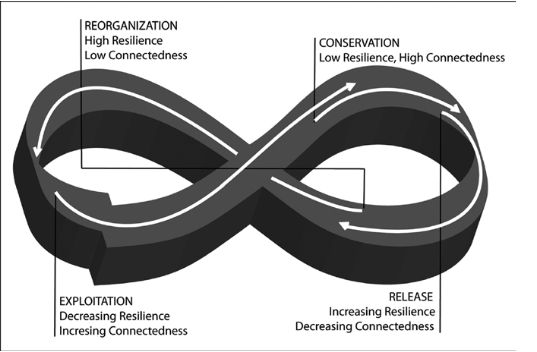 REORGANIZATION
High Resilience
Low Connectedness
CONSERVATION
Low Resilience, High Connectedness
EXPLOITATION
Decreasing Resilience
Incresing Connectedness
RELEASE
Increasing Resilience
Decreasing Connectedness